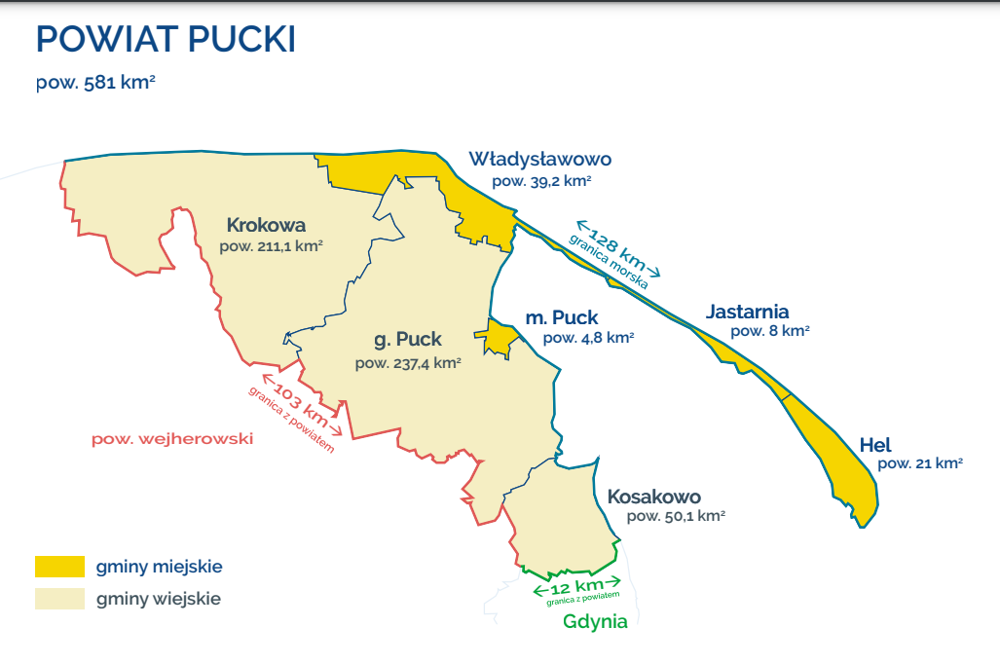 POWIAT PUCKI
pow. 581 km²
Władysławowo
pow. 39,2 km²
Krokowa
pow. 211,1 km²
←128 km→
granica morska
Jastarnia
pow. 8 km²
m. Puck
pow. 4,8 km²
g. Puck
pow. 237,4 km²
←103 km→
granica z powiatem
pow. wejherowski
Hel
pow. 21 km²
Kosakowo
pow. 50,1 km²
gminy miejskie
gminy wiejskie
←12 km→
granica z powiatem
Gdynia